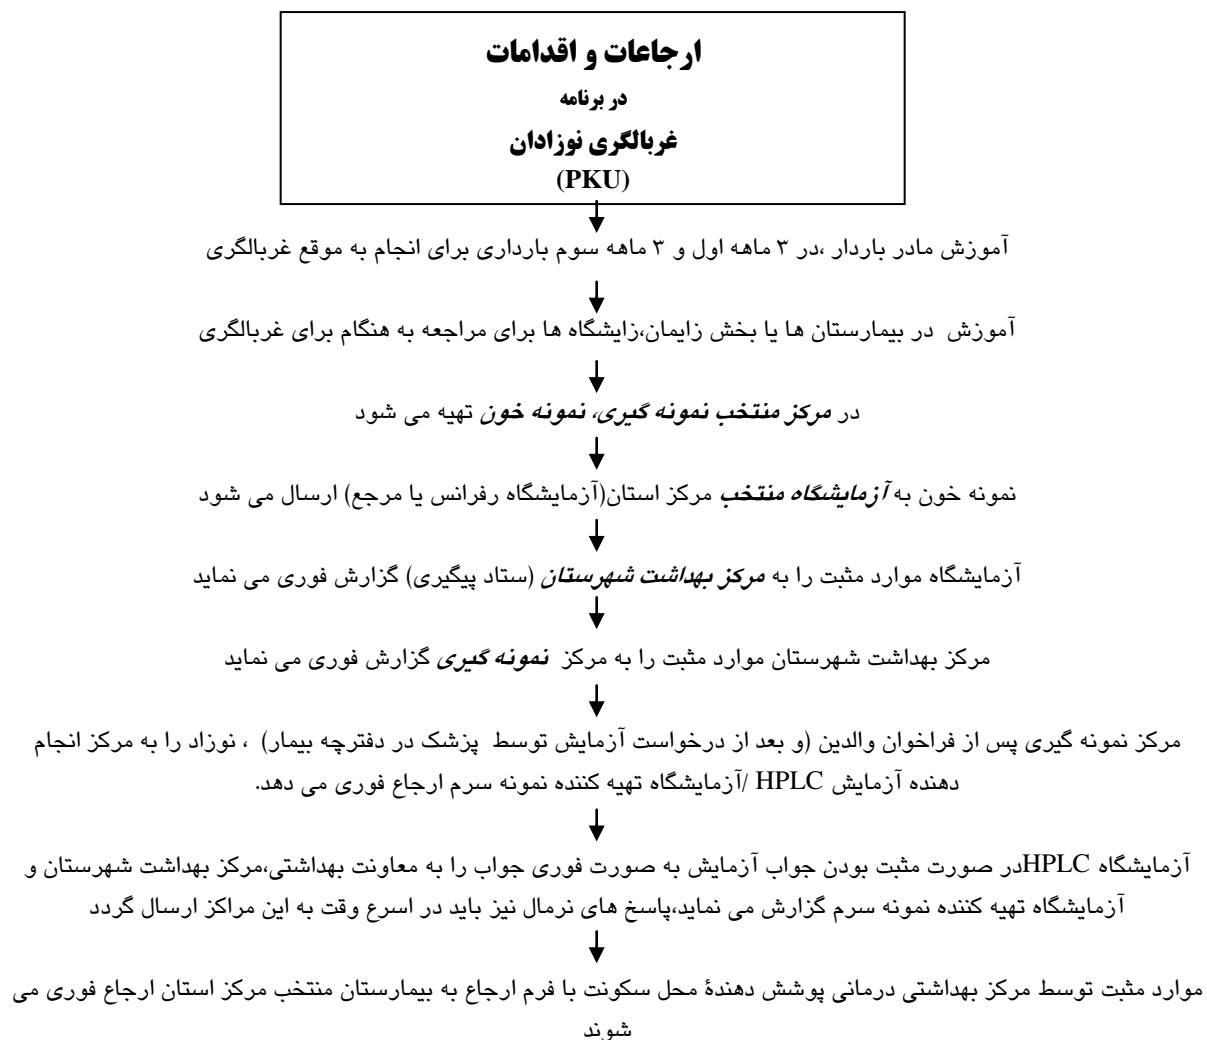 ارجاعات و اقدامات
در برنامه
غربالگری نوزادان
(PKU)
آموزش مادر باردار ،در ۳ ماهه اول و ۳ ماهه سوم بارداری برای انجام به موقع غربالگری
آموزش در بیمارستان ها یا بخش زایمان،زایشگاه ها برای مراجعه به هنگام برای غربالگری
در مرکز منتخب نمونه گیری، نمونه خون تهیه می شود
نمونه خون به آزمایشگاه منتخب مرکز استان(آزمایشگاه رفرانس یا مرجع) ارسال می شود
آزمایشگاه موارد مثبت را به مرکز بهداشت شهرستان (ستاد پیگیری) گزارش فوری می نماید
مرکز بهداشت شهرستان موارد مثبت را به مرکز نمونه گیری گزارش فوری می نماید
مرکز نمونه گیری پس از فراخوان والدین (و بعد از درخواست آزمایش توسط پزشک در دفترچه بیمار) ، نوزاد را به مرکز انجام
دهنده آزمایش HPLC /آزمایشگاه تهیه کننده نمونه سرم ارجاع فوری می دهد.
آزمایشگاه HPLCدر صورت مثبت بودن جواب آزمایش به صورت فوری جواب را به معاونت بهداشتی،مرکز بهداشت شهرستان و
آزمایشگاه تهیه کننده نمونه سرم گزارش می نماید،پاسخ های نرمال نیز باید در اسرع وقت به این مراکز ارسال گردد
موارد مثبت توسط مرکز بهداشتی درمانی پوشش دهندۀ محل سکونت با فرم ارجاع به بیمارستان منتخب مرکز استان ارجاع فوری می
شوند